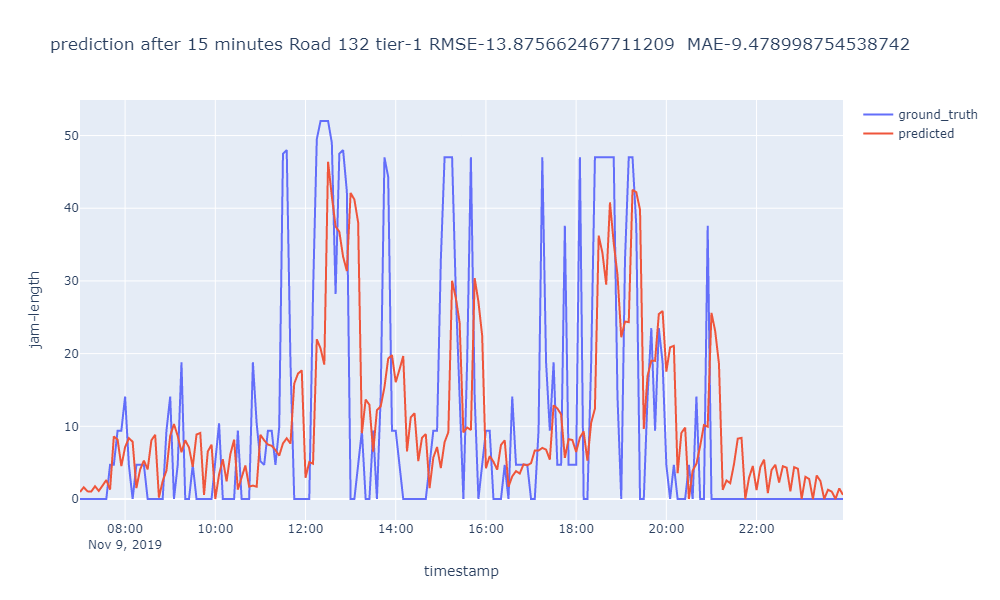 prediction after 15 minutes Road 132 tier-1 RMSE-13.875662467711209  MAE-9.478998754538742
ground_truth
predicted
50
40
30
20
10
0
jam-length
08:00 10:00 12:00 14:00 16:00 18:00 20:00 22:00
Nov 9, 2019
timestamp